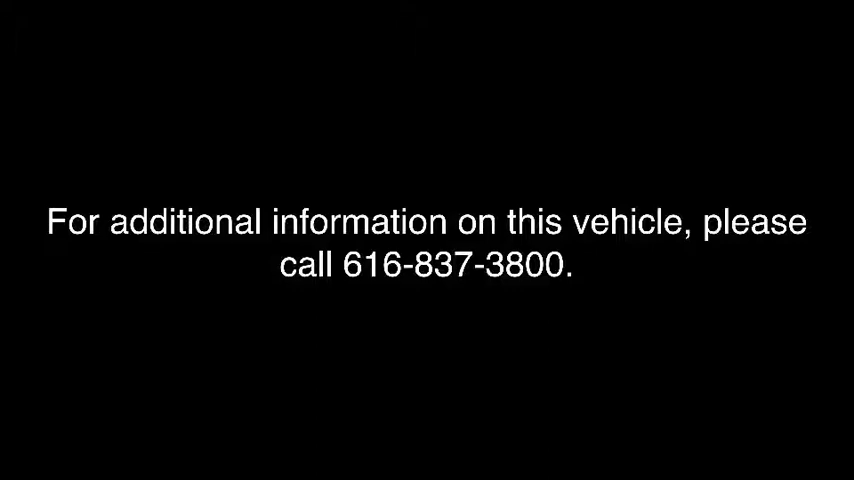 For additional information on this vehicle, please
call 616-837-3800.